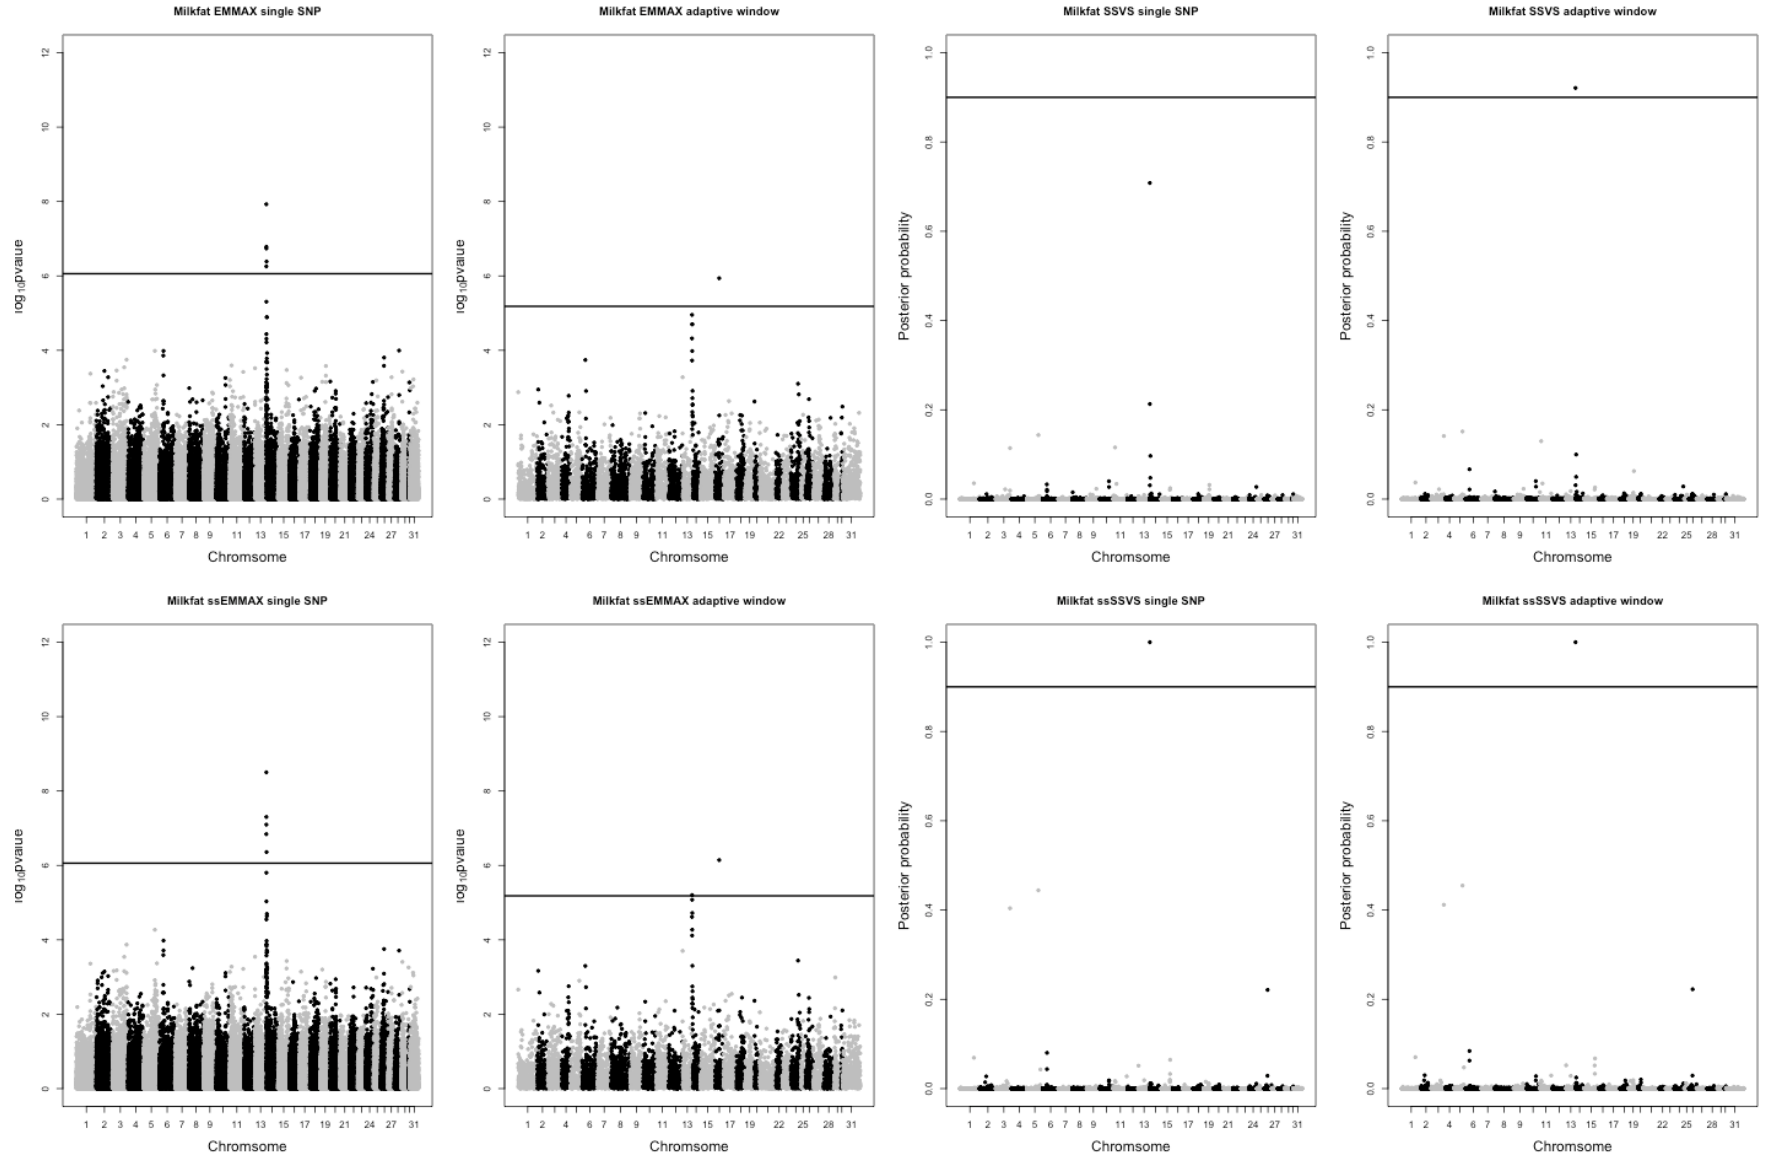 Milkfat EMMAX single SNP
12
10
8
6
4
2
0
log10pvalue
1 2 3 4 5 6 7 8 9 11 13 15 17 19 21 24 27 31
Chromsome
Milkfat EMMAX adaptive window
12
10
8
6
4
2
0
log10pvalue
1 2 4 6 7 9 11 13 15 17 19 22 25 28 31
Chromsome
Milkfat SSVS single SNP
1.0
0.8
0.6
0.4
0.2
0.0
Posterior probability
1 2 3 4 5 6 7 9 11 13 15 17 19 21 24 27 31
Chromsome
Milkfat SSVS adaptive window
1.0
0.8
0.6
0.4
0.2
0.0
Posterior probability
1 2 4 6 7 9 11 13 15 17 19 22 25 28 31
Chromsome
Milkfat ssEMMAX single SNP
12
10
8
6
4
2
0
log10pvalue
1 2 3 4 5 6 7 8 9 11 13 15 17 19 21 24 27 31
Chromsome
Milkfat ssEMMAX adaptive window
12
10
8
6
4
2
0
log10pvalue
1 2 4 6 7 9 11 13 15 17 19 22 25 28 31
Chromsome
Milkfat ssSSVS single SNP
1.0
0.8
0.6
0.4
0.2
0.0
Posterior probability
1 2 3 4 5 6 7 9 11 13 15 17 19 21 24 27 31
Chromsome
Milkfat ssSSVS adaptive window
1.0
0.8
0.6
0.4
0.2
0.0
Posterior probability
1 2 4 6 7 9 11 13 15 17 19 22 25 28 31
Chromsome